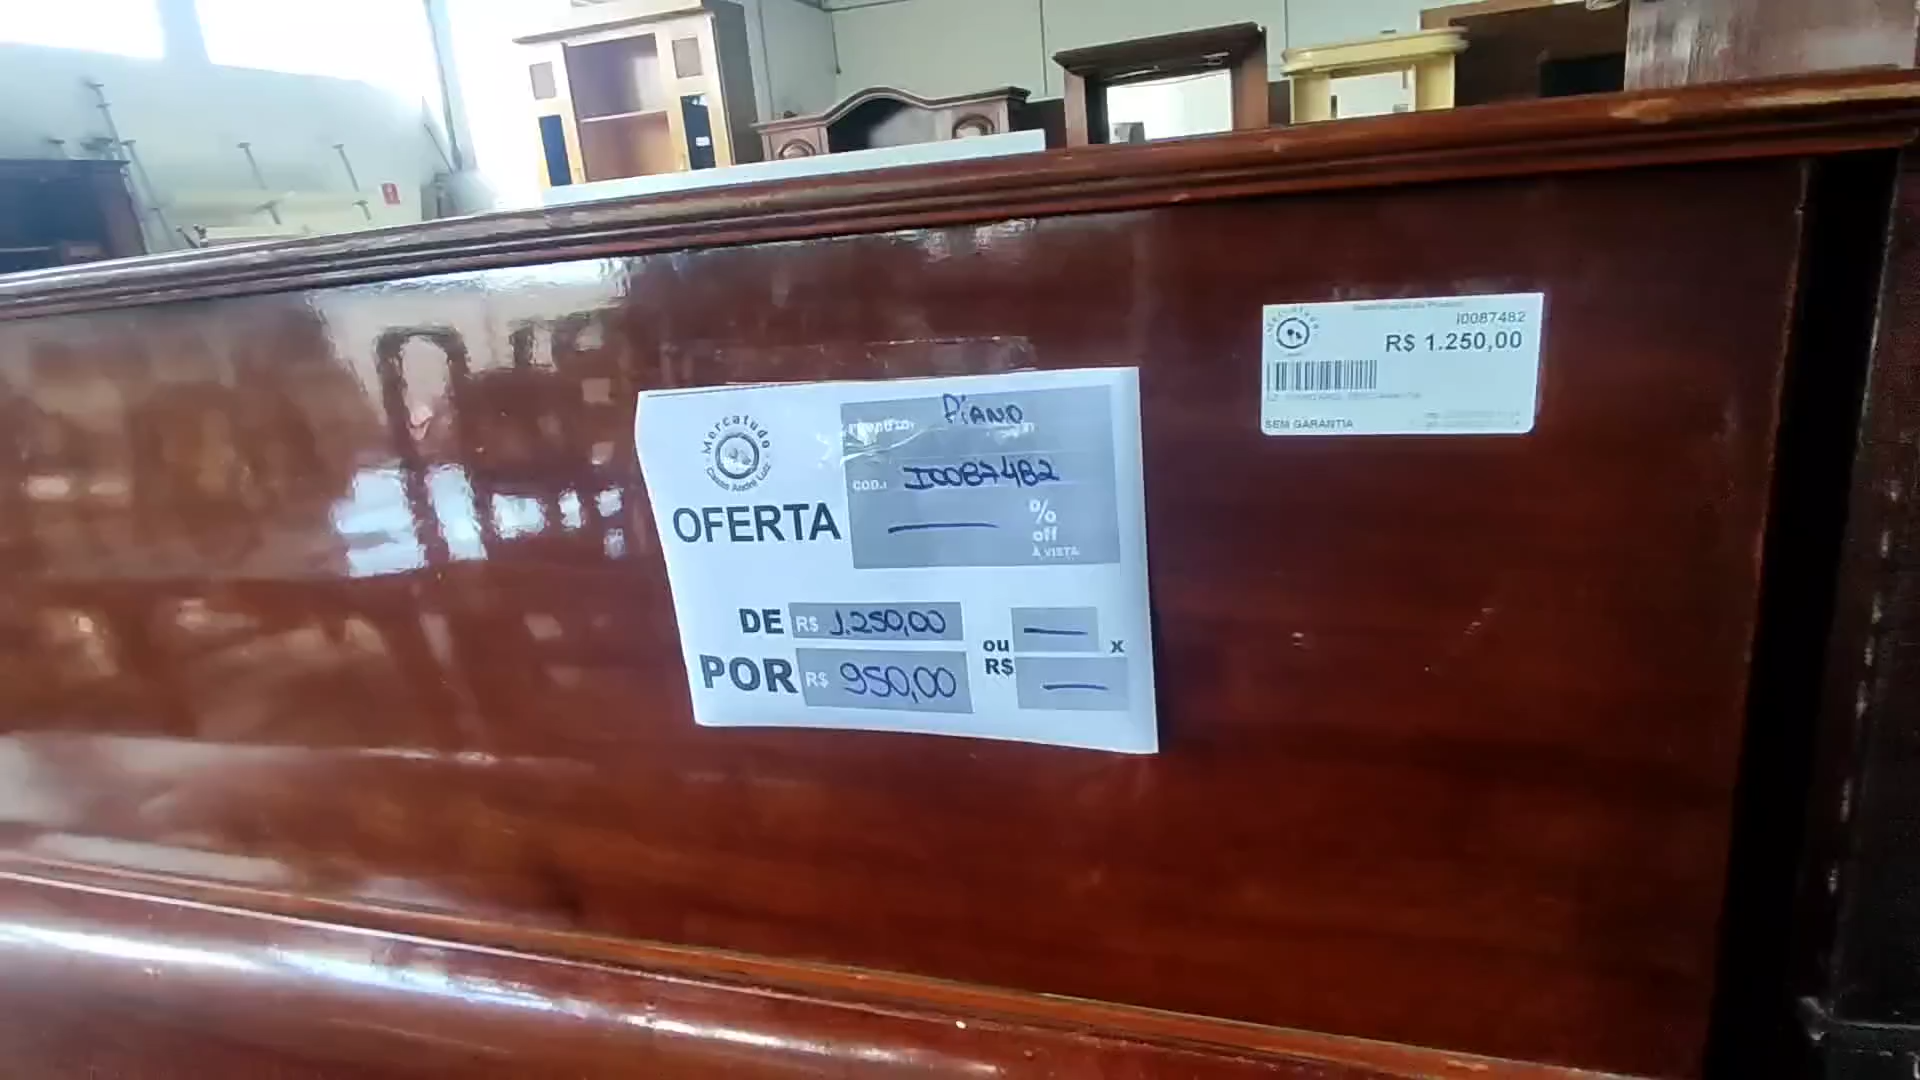 Mercatudo
Casas André Luiz
PIANO
COD.: I0087482
OFERTA
% off
À VISTA
DE R$ 1.250,00
POR R$ 950,00
ou x
R$
I0087482
R$ 1.250,00
SEM GARANTIA